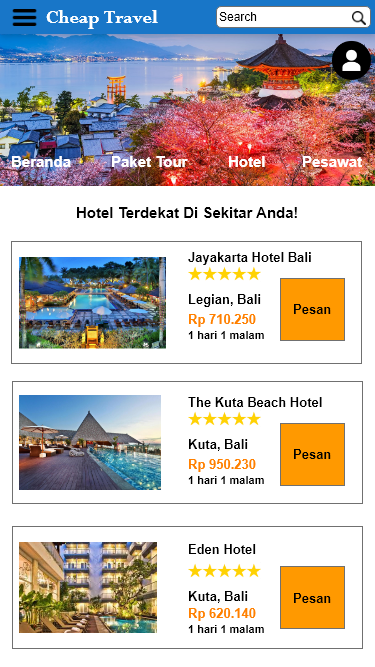 Cheap Travel
Search
Beranda Paket Tour Hotel Pesawat
Hotel Terdekat Di Sekitar Anda!
Jayakarta Hotel Bali
Legian, Bali
Rp 710.250
1 hari 1 malam
Pesan
The Kuta Beach Hotel
Kuta, Bali
Rp 950.230
1 hari 1 malam
Pesan
Eden Hotel
Kuta, Bali
Rp 620.140
1 hari 1 malam
Pesan